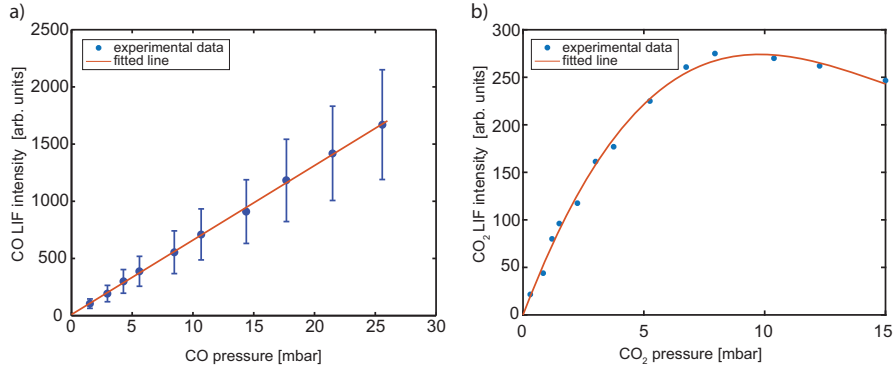 a)
2500
2000
1500
1000
500
0
0 5 10 15 20 25 30
CO LIF intensity [arb. units]
CO pressure [mbar]
experimental data
fitted line
b)
300
250
200
150
100
50
0
0 5 10 15
CO₂ LIF intensity [arb. units]
CO₂ pressure [mbar]
experimental data
fitted line